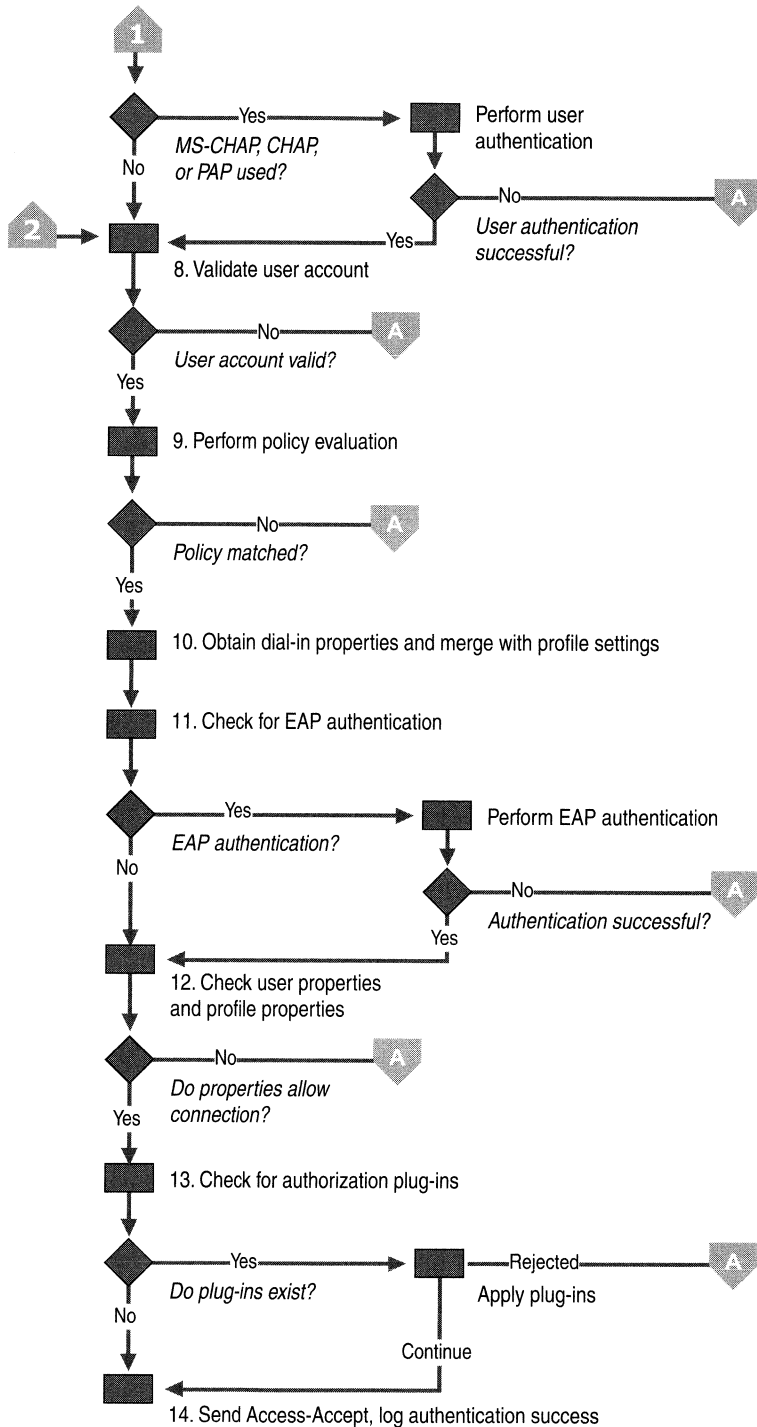 1
Yes
Perform user
authentication
MS-CHAP, CHAP,
or PAP used?
No
No
A
User authentication
successful?
2
Yes
8. Validate user account
No
A
User account valid?
Yes
9. Perform policy evaluation
No
A
Policy matched?
Yes
10. Obtain dial-in properties and merge with profile settings
11. Check for EAP authentication
Yes
Perform EAP authentication
EAP authentication?
No
No
A
Authentication successful?
Yes
12. Check user properties
and profile properties
No
A
Do properties allow
connection?
Yes
13. Check for authorization plug-ins
Yes
Rejected
A
Do plug-ins exist?
Apply plug-ins
No
Continue
14. Send Access-Accept, log authentication success